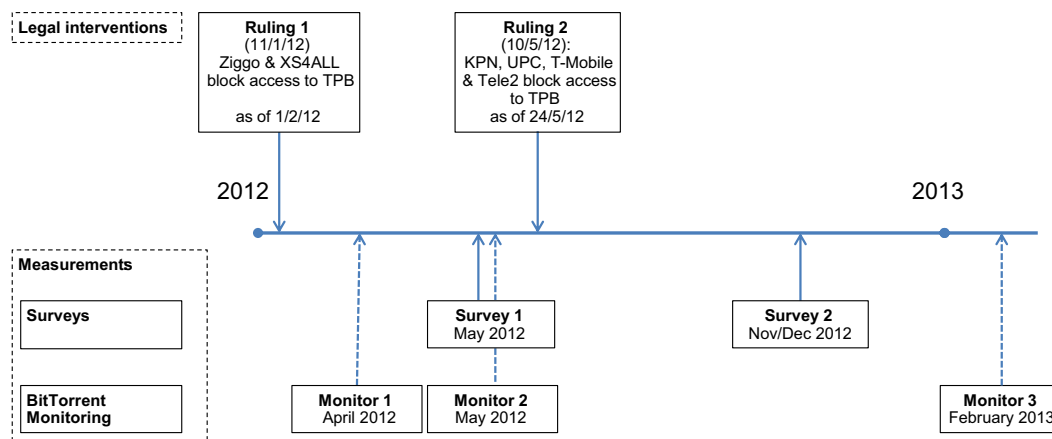 Legal interventions
Ruling 1
(11/1/12)
Ziggo & XS4ALL
block access to TPB
as of 1/2/12
Ruling 2
(10/5/12):
KPN, UPC, T-Mobile
& Tele2 block access
to TPB
as of 24/5/12
2012
2013
Measurements
Surveys
Survey 1
May 2012
Survey 2
Nov/Dec 2012
BitTorrent
Monitoring
Monitor 1
April 2012
Monitor 2
May 2012
Monitor 3
February 2013